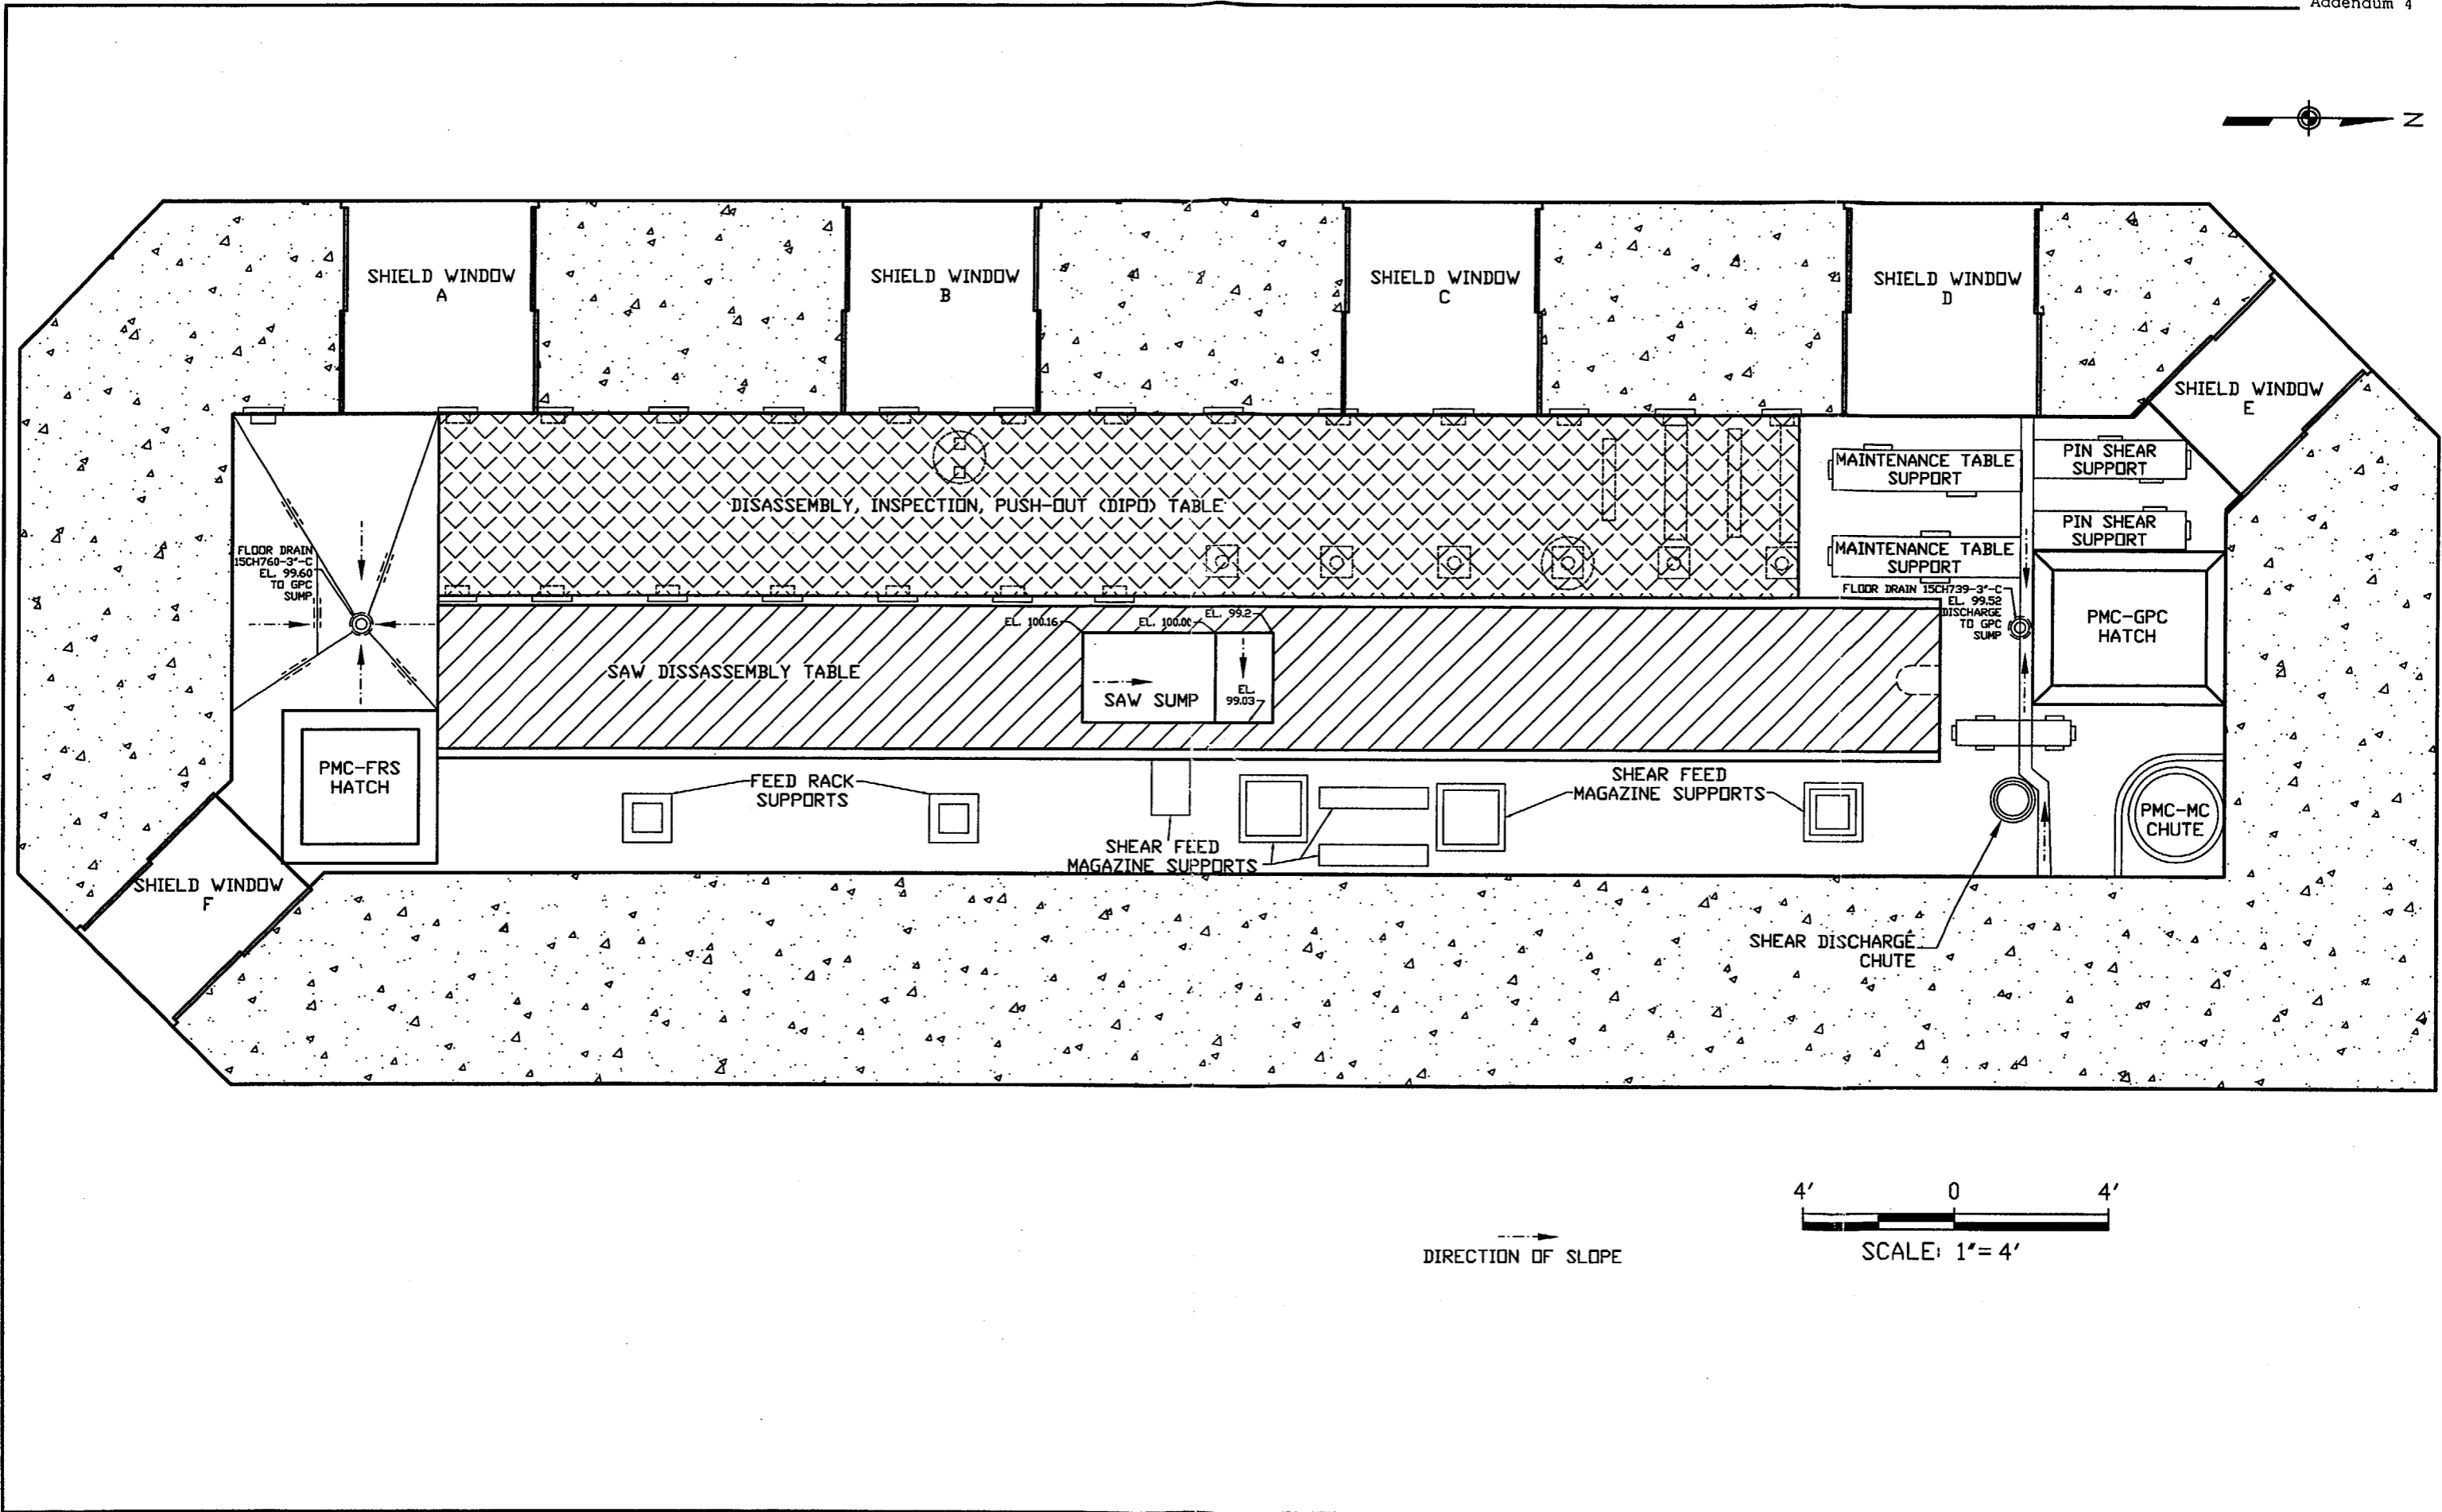 Addendum 4
N
SHIELD WINDOW
A
SHIELD WINDOW
B
SHIELD WINDOW
C
SHIELD WINDOW
D
SHIELD WINDOW
E
MAINTENANCE TABLE
SUPPORT
PIN SHEAR
SUPPORT
DISASSEMBLY, INSPECTION, PUSH-OUT (DIPO) TABLE
PIN SHEAR
SUPPORT
MAINTENANCE TABLE
SUPPORT
FLOOR DRAIN
15CH760-3"-C
EL. 99.60
TO GPC
SUMP
FLOOR DRAIN 15CH739-3"-C
EL. 99.52
DISCHARGE
TO GPC
SUMP
PMC-GPC
HATCH
EL. 100.16
EL. 100.00
EL. 99.2
SAW DISSASSEMBLY TABLE
SAW SUMP
EL.
99.03
PMC-FRS
HATCH
FEED RACK
SUPPORTS
SHEAR FEED
MAGAZINE SUPPORTS
PMC-MC
CHUTE
SHEAR FEED
MAGAZINE SUPPORTS
SHIELD WINDOW
F
SHEAR DISCHARGE
CHUTE
4' 0 4'
SCALE: 1"= 4'
DIRECTION OF SLOPE